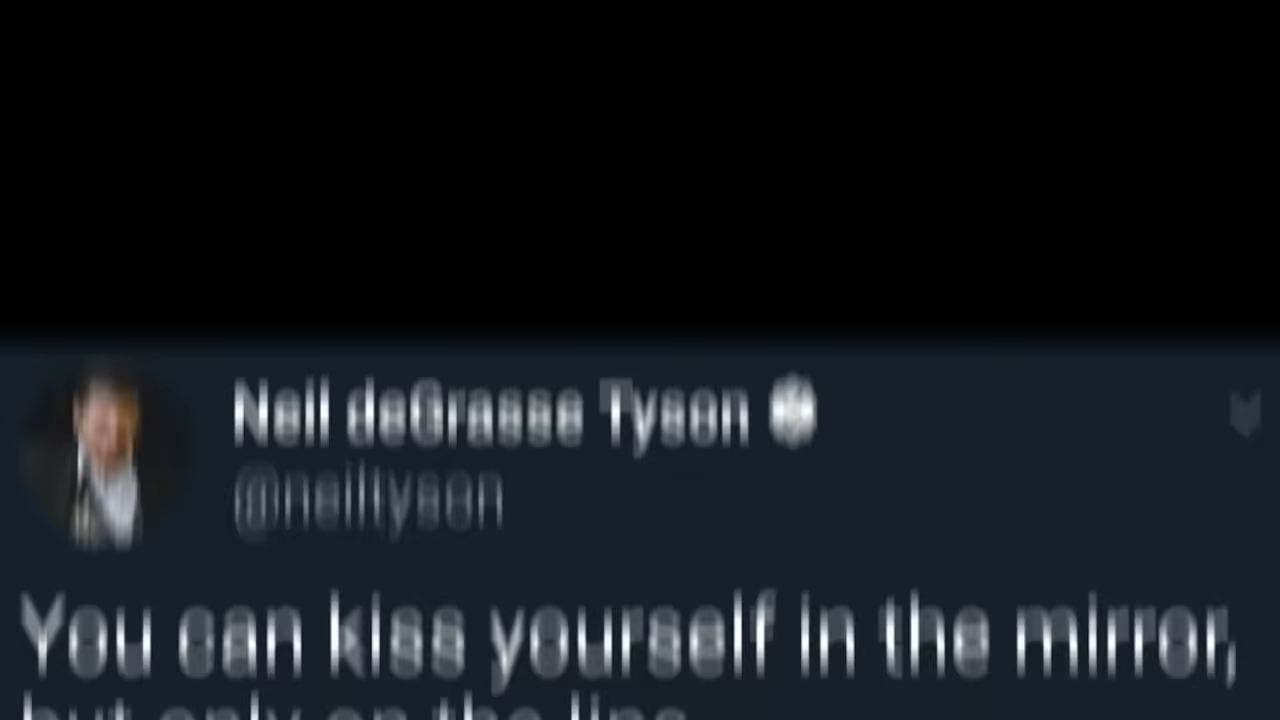 Neil deGrasse Tyson
@neiltyson
You can kiss yourself in the mirror,
but only on the lips